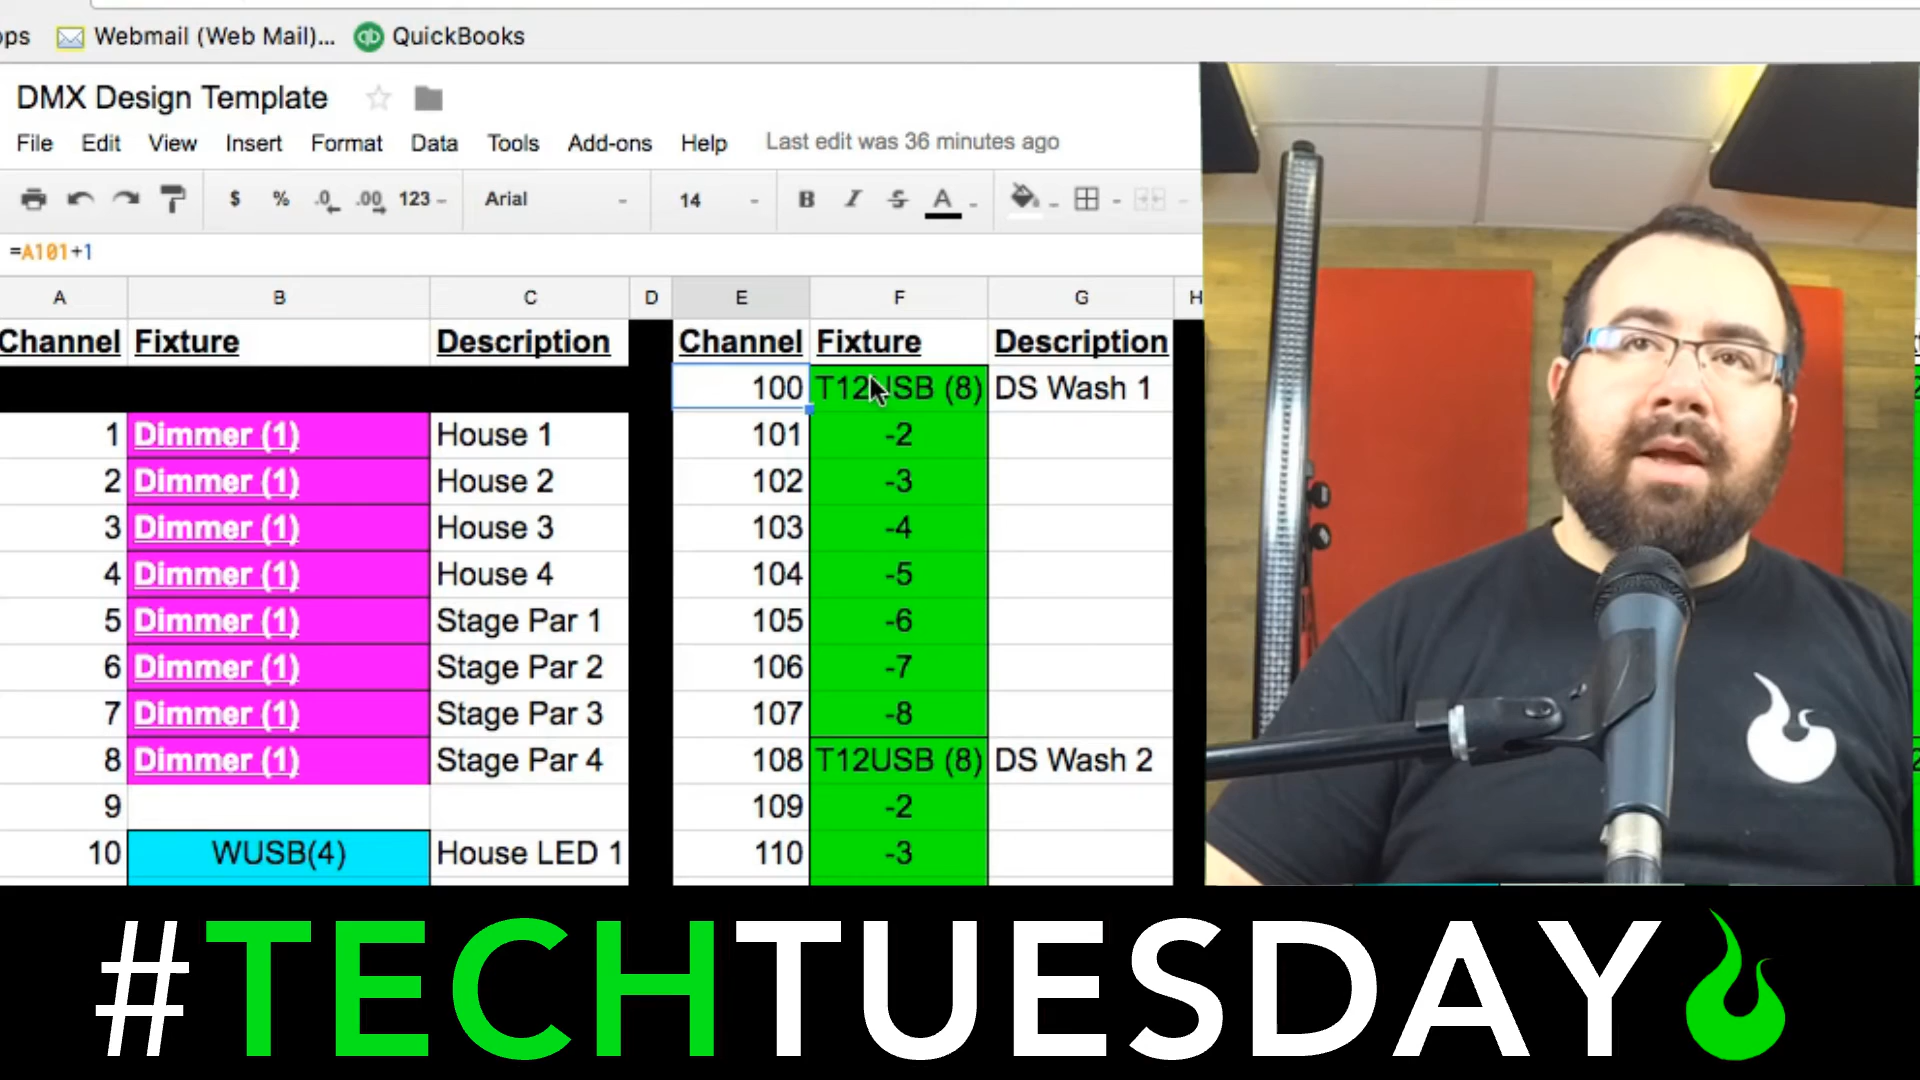 Webmail (Web Mail)... QuickBooks
DMX Design Template
File Edit View Insert Format Data Tools Add-ons Help Last edit was 36 minutes ago
$ % .0 .00 123 Arial 14 B I S A
=A101+1
A B C D E F G H
Channel Fixture Description Channel Fixture Description
100 T12USB (8) DS Wash 1
1 Dimmer (1) House 1 101 -2
2 Dimmer (1) House 2 102 -3
3 Dimmer (1) House 3 103 -4
4 Dimmer (1) House 4 104 -5
5 Dimmer (1) Stage Par 1 105 -6
6 Dimmer (1) Stage Par 2 106 -7
7 Dimmer (1) Stage Par 3 107 -8
8 Dimmer (1) Stage Par 4 108 T12USB (8) DS Wash 2
9 109 -2
10 WUSB(4) House LED 1 110 -3
#TECHTUESDAY